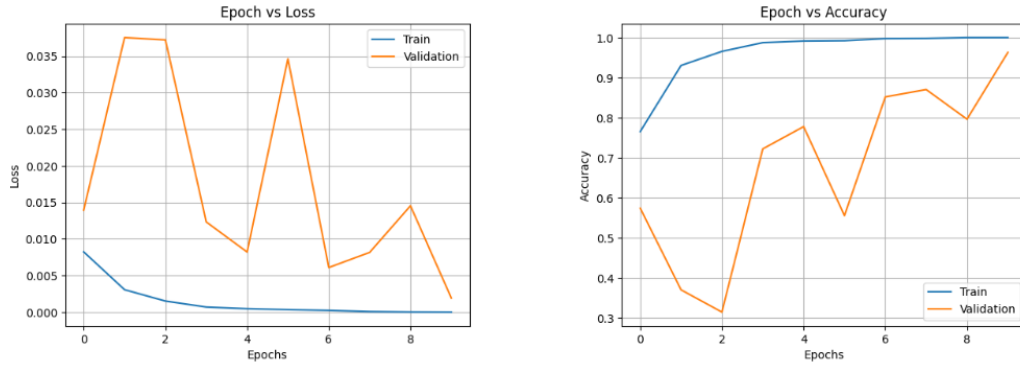 Epoch vs Loss
Train
Validation
0.035
0.030
0.025
0.020
0.015
0.010
0.005
0.000
Loss
0 2 4 6 8
Epochs
Epoch vs Accuracy
1.0
0.9
0.8
0.7
0.6
0.5
0.4
0.3
Accuracy
Train
Validation
0 2 4 6 8
Epochs